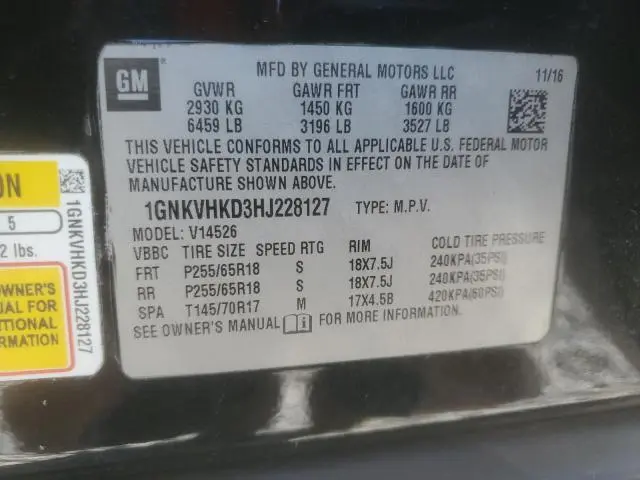 GM
MFD BY GENERAL MOTORS LLC 11/16
GVWR GAWR FRT GAWR RR
2930 KG 1450 KG 1600 KG
6459 LB 3196 LB 3527 LB
THIS VEHICLE CONFORMS TO ALL APPLICABLE U.S. FEDERAL MOTOR
VEHICLE SAFETY STANDARDS IN EFFECT ON THE DATE OF
MANUFACTURE SHOWN ABOVE.
1GNKVHKD3HJ228127 TYPE: M.P.V.
MODEL: V14526
VBBC TIRE SIZE SPEED RTG RIM COLD TIRE PRESSURE
FRT P255/65R18 S 18X7.5J 240KPA(35PSI)
RR P255/65R18 S 18X7.5J 240KPA(35PSI)
SPA T145/70R17 M 17X4.5B 420KPA(60PSI)
SEE OWNER'S MANUAL FOR MORE INFORMATION.
ON
5
2 lbs.
OWNER'S
UAL FOR
ITIONAL
RMATION
1GNKVHKD3HJ228127